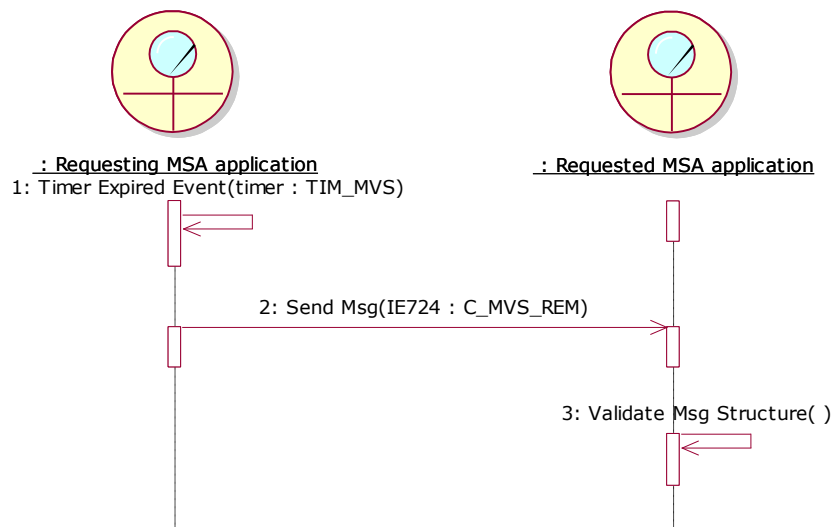 : Requesting MSA application
: Requested MSA application
1: Timer Expired Event(timer : TIM_MVS)
2: Send Msg(IE724 : C_MVS_REM)
3: Validate Msg Structure( )